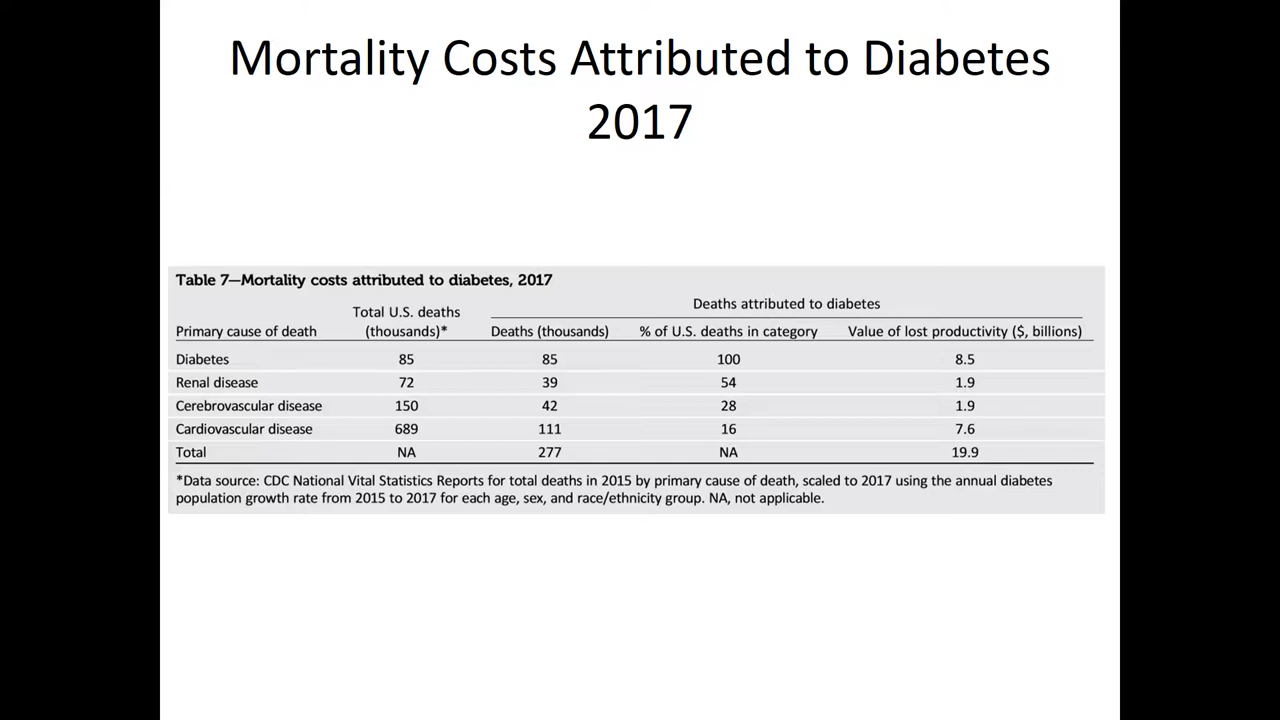 Mortality Costs Attributed to Diabetes
2017
Table 7—Mortality costs attributed to diabetes, 2017
Deaths attributed to diabetes
Total U.S. deaths
Primary cause of death (thousands)* Deaths (thousands) % of U.S. deaths in category Value of lost productivity ($, billions)
Diabetes 85 85 100 8.5
Renal disease 72 39 54 1.9
Cerebrovascular disease 150 42 28 1.9
Cardiovascular disease 689 111 16 7.6
Total NA 277 NA 19.9
*Data source: CDC National Vital Statistics Reports for total deaths in 2015 by primary cause of death, scaled to 2017 using the annual diabetes
population growth rate from 2015 to 2017 for each age, sex, and race/ethnicity group. NA, not applicable.